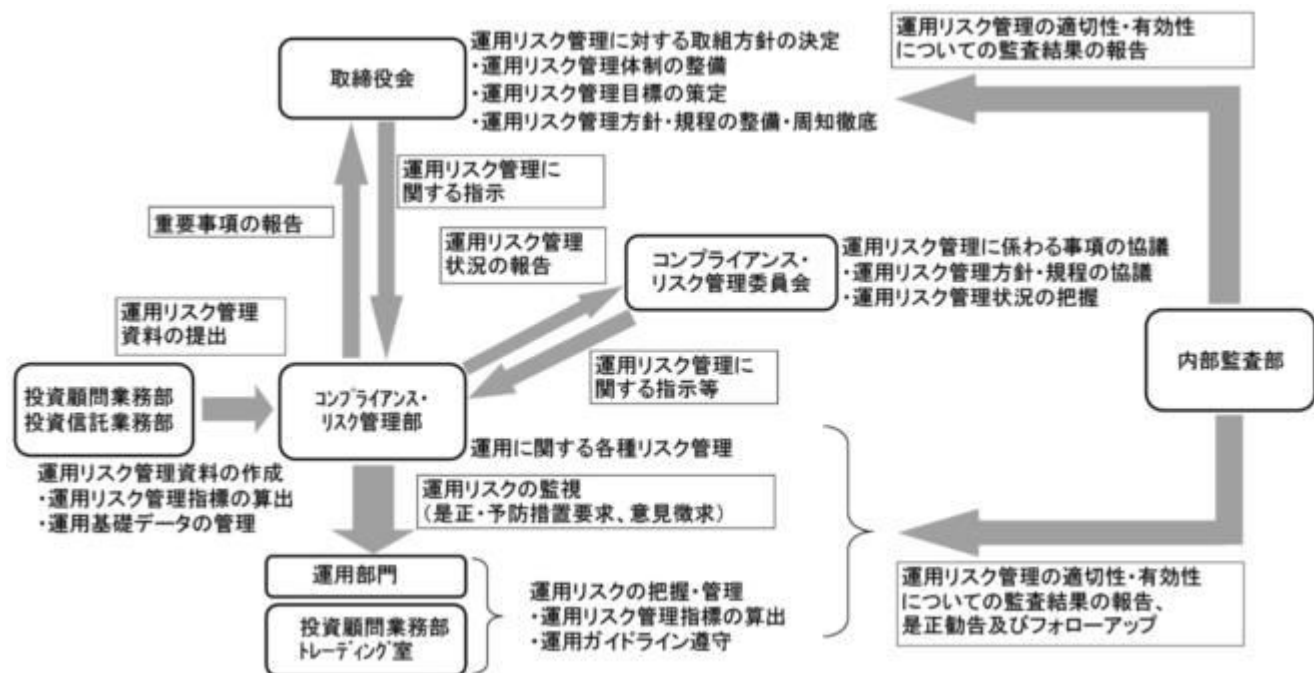 取締役会
運用リスク管理に対する取組方針の決定
・運用リスク管理体制の整備
・運用リスク管理目標の策定
・運用リスク管理方針・規程の整備・周知徹底
運用リスク管理の適切性・有効性
についての監査結果の報告
運用リスク管理に
関する指示
重要事項の報告
運用リスク管理
状況の報告
コンプライアンス・
リスク管理委員会
運用リスク管理に係わる事項の協議
・運用リスク管理方針・規程の協議
・運用リスク管理状況の把握
運用リスク管理
資料の提出
運用リスク管理に
関する指示等
内部監査部
投資顧問業務部
投資信託業務部
コンプライアンス・
リスク管理部
運用に関する各種リスク管理
運用リスク管理資料の作成
・運用リスク管理指標の算出
・運用基礎データの管理
運用リスクの監視
（是正・予防措置要求、意見徴求）
運用部門
投資顧問業務部
トレーディング室
運用リスクの把握・管理
・運用リスク管理指標の算出
・運用ガイドライン遵守
運用リスク管理の適切性・有効性
についての監査結果の報告、
是正勧告及びフォローアップ